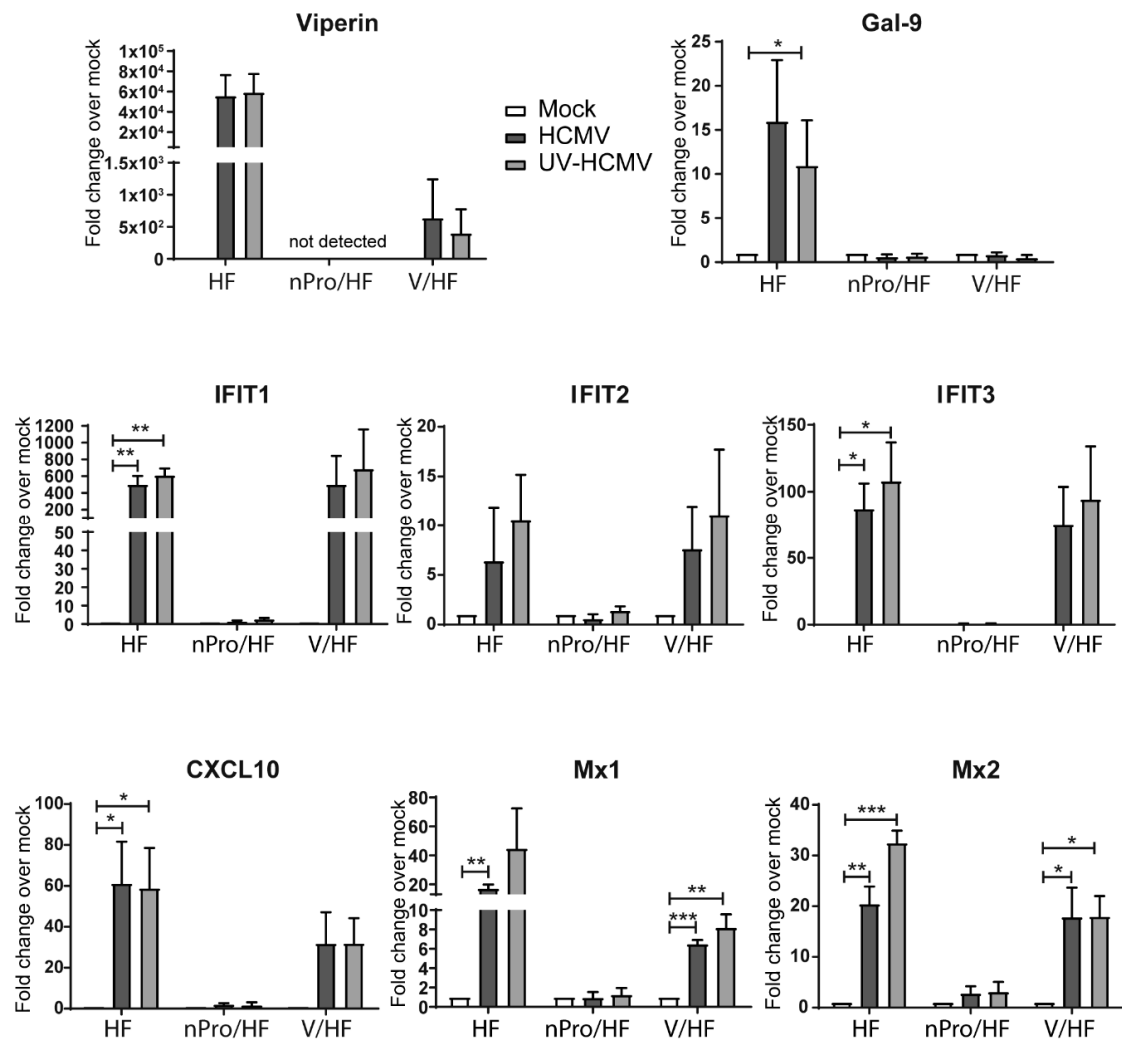 Viperin
Fold change over mock
1x10⁵
8x10⁴
6x10⁴
4x10⁴
2x10⁴
1.5x10³
1x10³
5x10²
0
not detected
HF nPro/HF V/HF
Mock
HCMV
UV-HCMV
Gal-9
Fold change over mock
25
20
15
10
5
0
*
HF nPro/HF V/HF
IFIT1
Fold change over mock
1200
1000
800
600
400
200
50
40
30
20
10
0
**
**
HF nPro/HF V/HF
IFIT2
Fold change over mock
20
15
10
5
0
HF nPro/HF V/HF
IFIT3
Fold change over mock
150
100
50
0
*
*
HF nPro/HF V/HF
CXCL10
Fold change over mock
100
80
60
40
20
0
*
*
HF nPro/HF V/HF
Mx1
Fold change over mock
80
60
40
20
10
8
6
4
2
0
**
**
***
HF nPro/HF V/HF
Mx2
Fold change over mock
40
30
20
10
0
***
**
*
*
HF nPro/HF V/HF